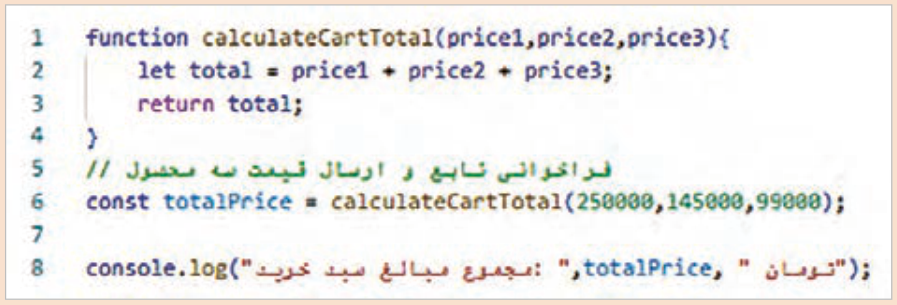 1 function calculateCartTotal(price1,price2,price3){
2 let total = price1 + price2 + price3;
3 return total;
4 }
5 // فراخوانی تابع و ارسال قیمت سه محصول
6 const totalPrice = calculateCartTotal(250000,145000,99000);
7
8 console.log("مجموع مبالغ سبد خرید: ",totalPrice, " تومان");